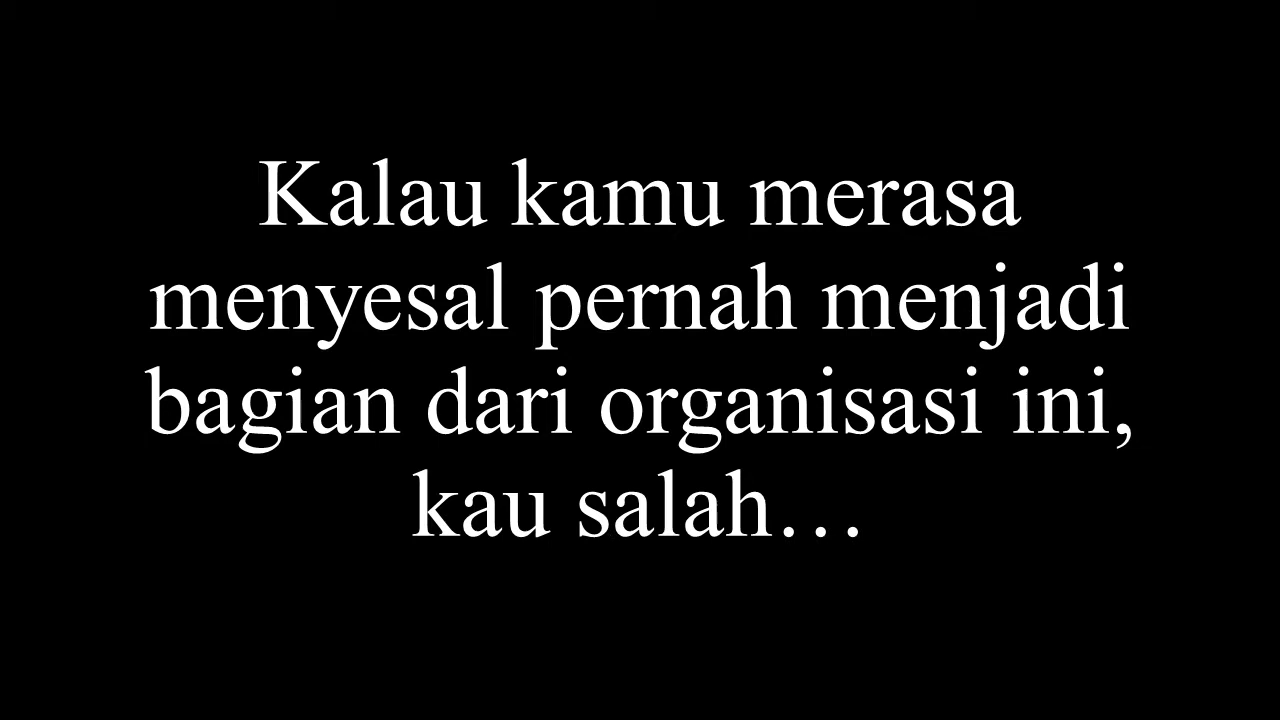 Kalau kamu merasa
menyesal pernah menjadi
bagian dari organisasi ini,
kau salah…